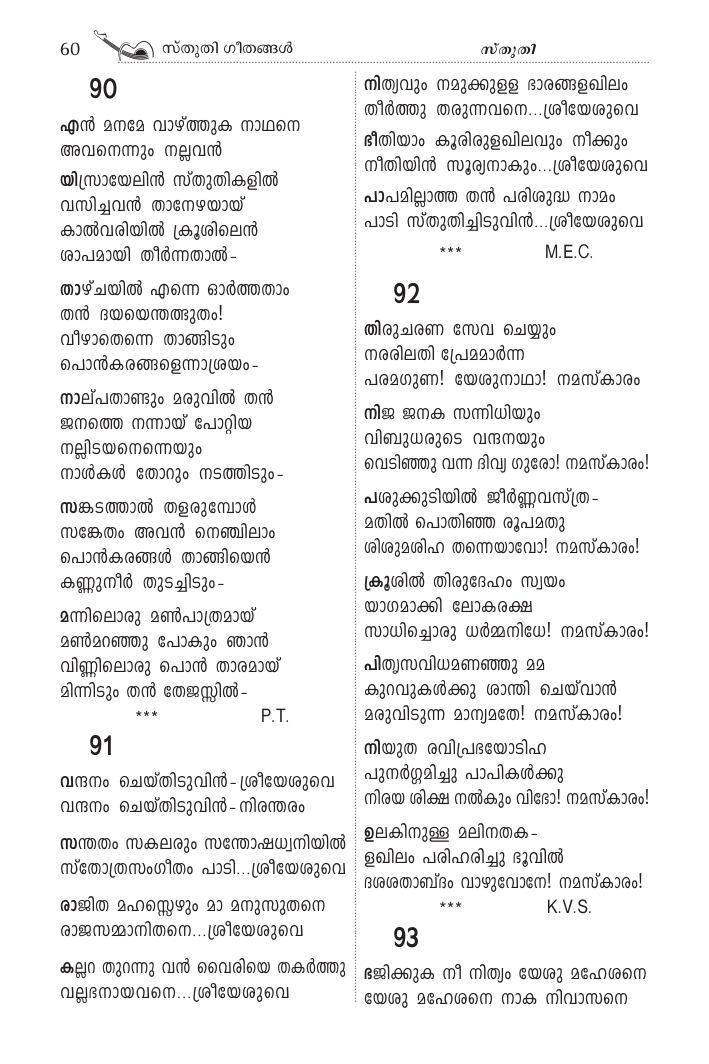 60 സ്തുതി ഗീതങ്ങൾ സ്തുതി
90
എൻ മനമേ വാഴ്ത്തുക നാഥനെ
അവനെന്നും നല്ലവൻ
യിസ്രായേലിൻ സ്തുതികളിൽ
വസിച്ചവൻ താനേഴയായ്
കാൽവരിയിൽ ക്രൂശിലെൻ
ശാപമായി തീർന്നതാൽ-
താഴ്ചയിൽ എന്നെ ഓർത്തതാം
തൻ ദയയെന്തത്ഭുതം!
വീഴാതെന്നെ താങ്ങിടും
പൊൻകരങ്ങളെന്നാശ്രയം-
നാല്പതാണ്ടും മരുവിൽ തൻ
ജനത്തെ നന്നായ് പോറ്റിയ
നല്ലിടയനെന്നെയും
നാൾകൾ തോറും നടത്തിടും-
സങ്കടത്താൽ തളരുമ്പോൾ
സങ്കേതം അവൻ നെഞ്ചിലാം
പൊൻകരങ്ങൾ താങ്ങിയെൻ
കണ്ണുനീർ തുടച്ചിടും-
മന്നിലൊരു മൺപാത്രമായ്
മൺമറഞ്ഞു പോകും ഞാൻ
വിണ്ണിലൊരു പൊൻ താരമായ്
മിന്നിടും തൻ തേജസ്സിൽ-
*** P.T.
91
വന്ദനം ചെയ്തിടുവിൻ-ശ്രീയേശുവെ
വന്ദനം ചെയ്തിടുവിൻ-നിരന്തരം
സന്തതം സകലരും സന്തോഷധ്വനിയിൽ
സ്തോത്രസംഗീതം പാടി...ശ്രീയേശുവെ
രാജിത മഹസ്സെഴും മാ മനുസുതനെ
രാജസമ്മാനിതനെ...ശ്രീയേശുവെ
കല്ലറ തുറന്നു വൻ വൈരിയെ തകർത്തു
വല്ലഭനായവനെ...ശ്രീയേശുവെ
നിത്യവും നമുക്കുളള ഭാരങ്ങളഖിലം
തീർത്തു തരുന്നവനെ...ശ്രീയേശുവെ
ഭീതിയാം കൂരിരുളഖിലവും നീക്കും
നീതിയിൻ സൂര്യനാകും...ശ്രീയേശുവെ
പാപമില്ലാത്ത തൻ പരിശുദ്ധ നാമം
പാടി സ്തുതിച്ചിടുവിൻ...ശ്രീയേശുവെ
*** M.E.C.
92
തിരുചരണ സേവ ചെയ്യും
നരരിലതി പ്രേമമാർന്ന
പരമഗുണ! യേശുനാഥാ! നമസ്കാരം
നിജ ജനക സന്നിധിയും
വിബുധരുടെ വന്ദനയും
വെടിഞ്ഞു വന്ന ദിവ്യ ഗുരോ! നമസ്കാരം!
പശുക്കുടിയിൽ ജീർണ്ണവസ്ത്ര-
മതിൽ പൊതിഞ്ഞ രൂപമതു
ശിശുമശിഹ തന്നെയാവോ! നമസ്കാരം!
ക്രൂശിൽ തിരുദേഹം സ്വയം
യാഗമാക്കി ലോകരക്ഷ
സാധിച്ചൊരു ധർമ്മനിധേ! നമസ്കാരം!
പിതൃസവിധമണഞ്ഞു മമ
കുറവുകൾക്കു ശാന്തി ചെയ്‌വാൻ
മരുവിടുന്ന മാന്യമതേ! നമസ്കാരം!
നിയുത രവിപ്രഭയോടിഹ
പുനർഗ്ഗമിച്ചു പാപികൾക്കു
നിരയ ശിക്ഷ നൽകും വിഭോ! നമസ്കാരം!
ഉലകിനുള്ള മലിനതക-
ളഖിലം പരിഹരിച്ചു ഭൂവിൽ
ദശശതാബ്ദം വാഴുവോനേ! നമസ്കാരം!
*** K.V.S.
93
ഭജിക്കുക നീ നിത്യം യേശു മഹേശനെ
യേശു മഹേശനെ നാക നിവാസനെ